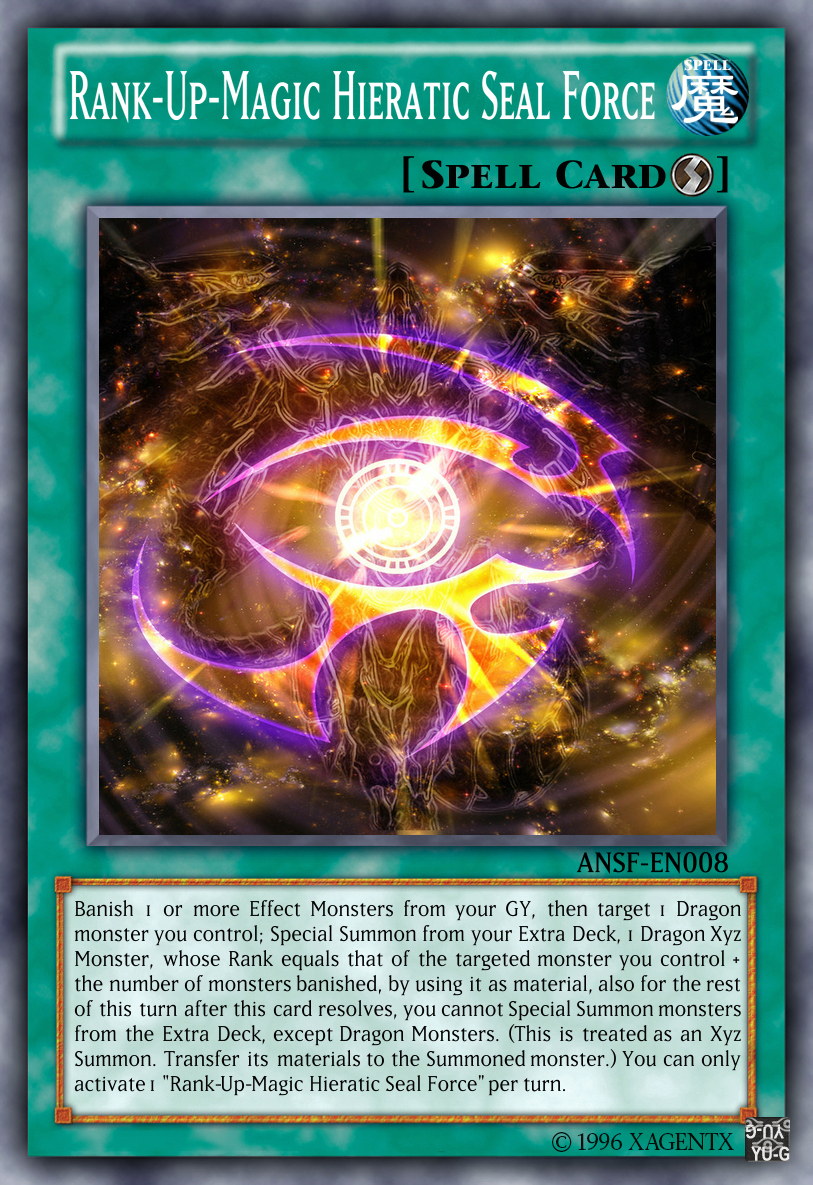 Rank-Up-Magic Hieratic Seal Force
SPELL
魔
[Spell Card]
ANSF-EN008
Banish 1 or more Effect Monsters from your GY, then target 1 Dragon
monster you control; Special Summon from your Extra Deck, 1 Dragon Xyz
Monster, whose Rank equals that of the targeted monster you control +
the number of monsters banished, by using it as material, also for the rest
of this turn after this card resolves, you cannot Special Summon monsters
from the Extra Deck, except Dragon Monsters. (This is treated as an Xyz
Summon. Transfer its materials to the Summoned monster.) You can only
activate 1 "Rank-Up-Magic Hieratic Seal Force" per turn.
© 1996 XAGENTX
YU-G
YU-G